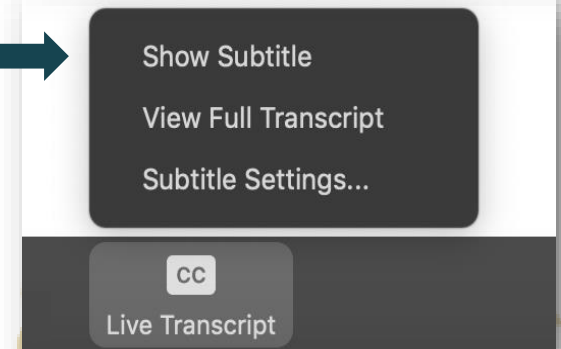 Show Subtitle
View Full Transcript
Subtitle Settings...
CC
Live Transcript